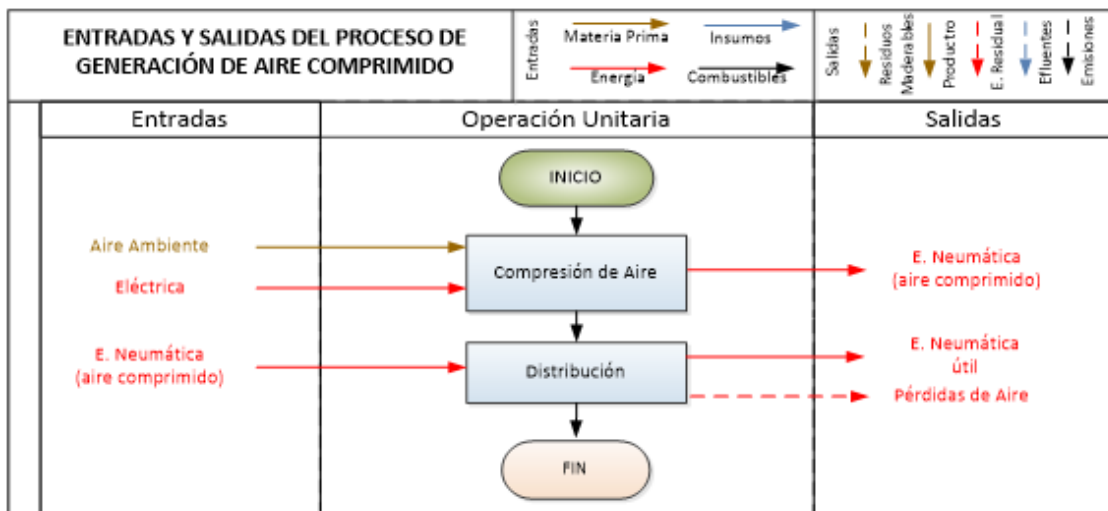 ENTRADAS Y SALIDAS DEL PROCESO DE
GENERACIÓN DE AIRE COMPRIMIDO
Entradas
Materia Prima
Insumos
Energía
Combustibles
Salidas
Residuos
Maderables
Productro
E. Residual
Efluentes
Emisiones
Entradas
Operación Unitaria
Salidas
INICIO
Aire Ambiente
Eléctrica
Compresión de Aire
E. Neumática
(aire comprimido)
E. Neumática
(aire comprimido)
Distribución
E. Neumática
útil
Pérdidas de Aire
FIN